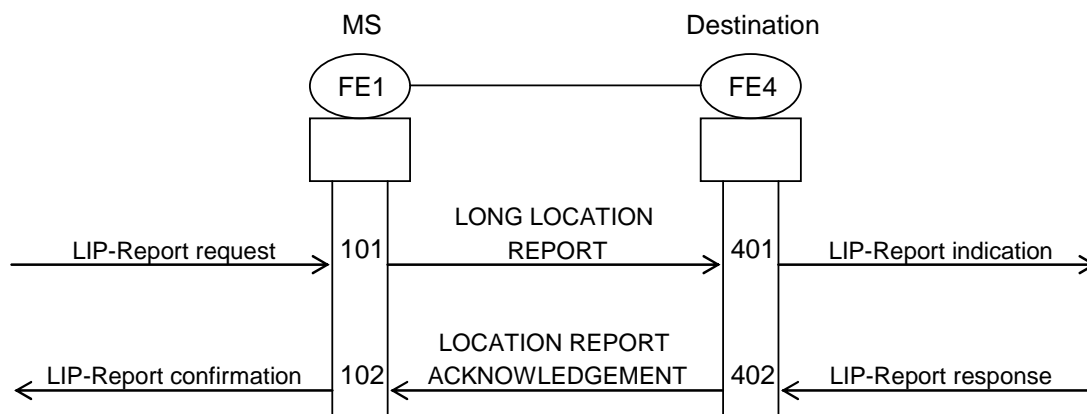 MS
Destination
FE1
FE4
LONG LOCATION
REPORT
LIP-Report request
101
401
LIP-Report indication
LOCATION REPORT
ACKNOWLEDGEMENT
LIP-Report confirmation
102
402
LIP-Report response